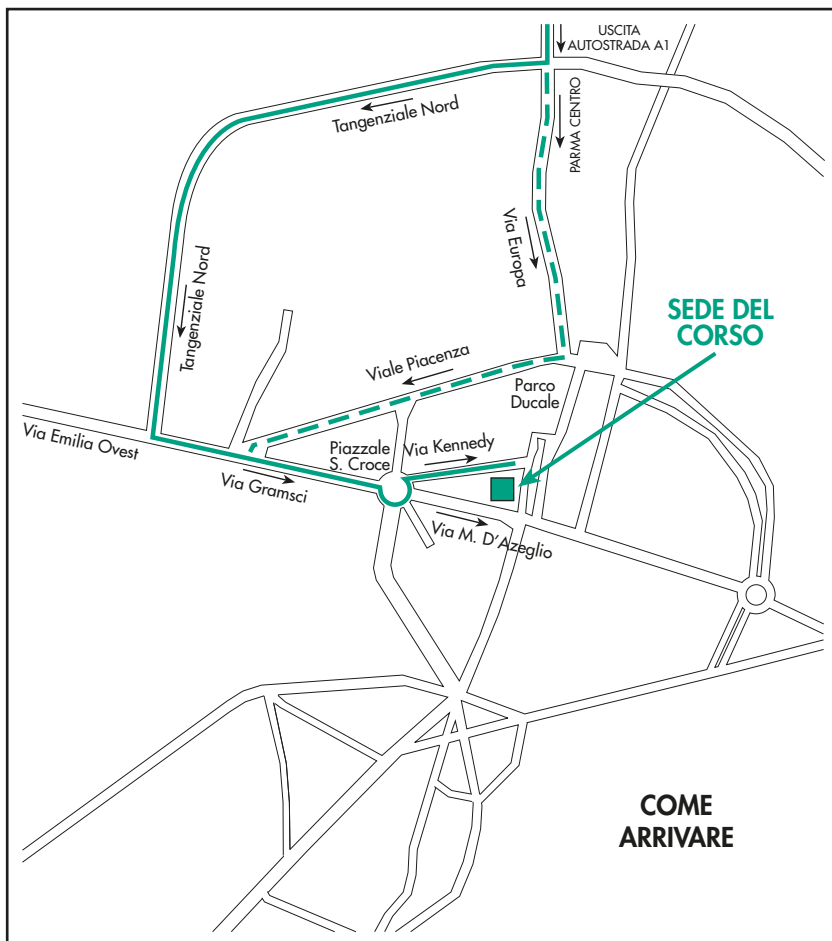 USCITA
AUTOSTRADA A1
Tangenziale Nord
PARMA CENTRO
Via Europa
Tangenziale Nord
SEDE DEL
CORSO
Viale Piacenza
Parco
Ducale
Via Emilia Ovest
Piazzale
S. Croce
Via Kennedy
Via Gramsci
Via M. D'Azeglio
COME
ARRIVARE